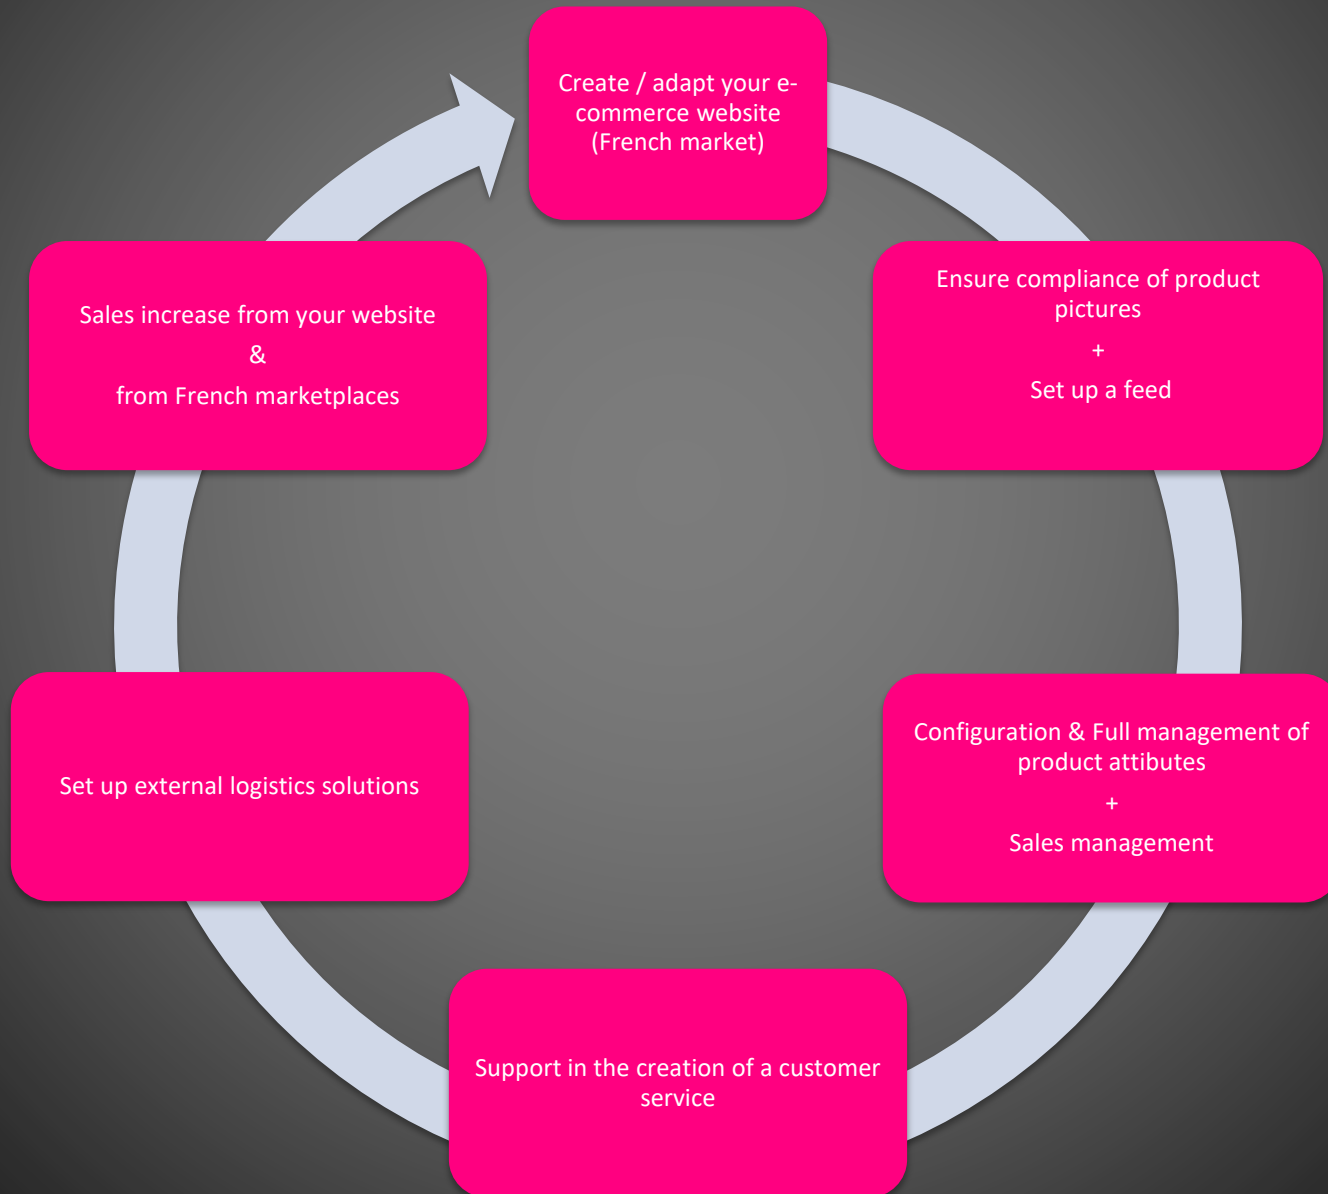 Create / adapt your e-
commerce website
(French market)
Ensure compliance of product
pictures
+
Set up a feed
Configuration & Full management of
product attibutes
+
Sales management
Support in the creation of a customer
service
Set up external logistics solutions
Sales increase from your website
&
from French marketplaces